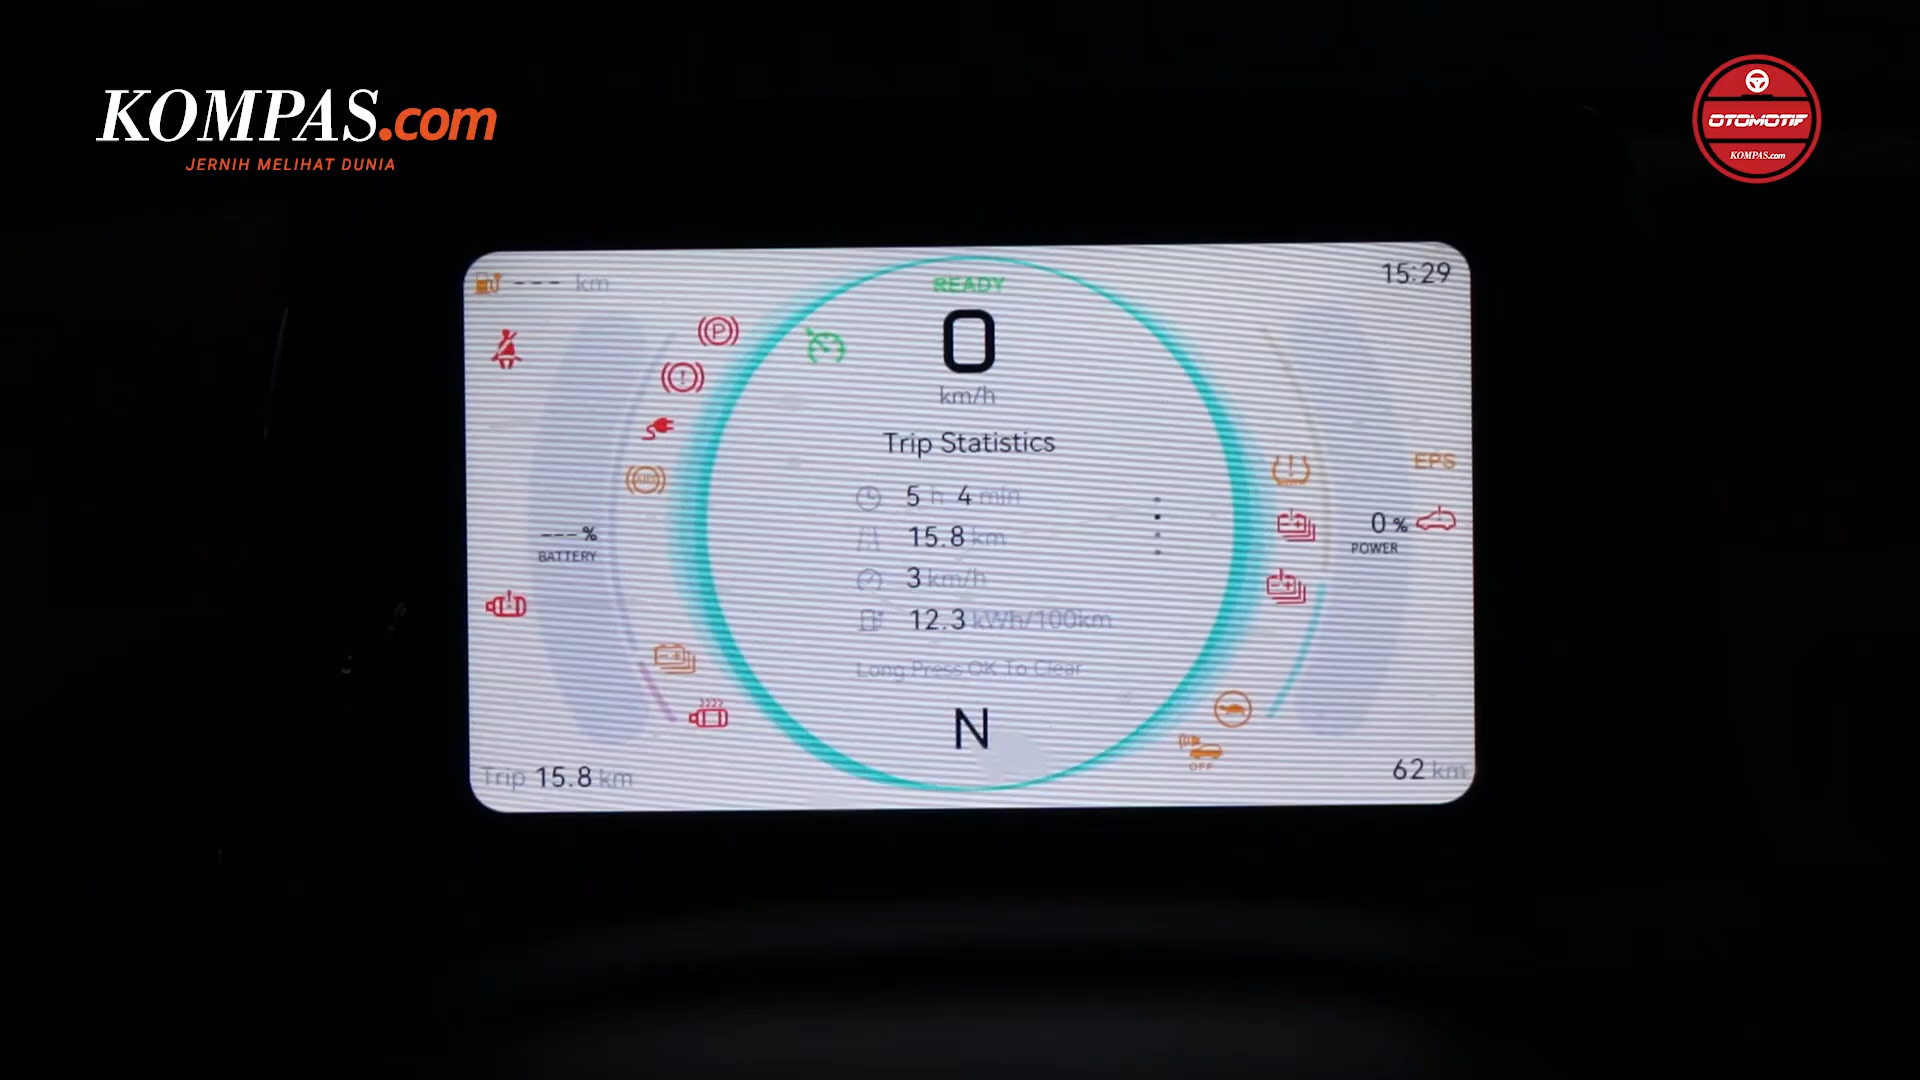 KOMPAS.com
JERNIH MELIHAT DUNIA
OTOMOTIF
KOMPAS.com
--- km
READY
15:29
0
km/h
Trip Statistics
5 h 4 min
15.8 km
3 km/h
12.3 kWh/100km
Long Press OK To Clear
N
---%
BATTERY
EPS
0 %
POWER
OFF
Trip 15.8 km
62 km